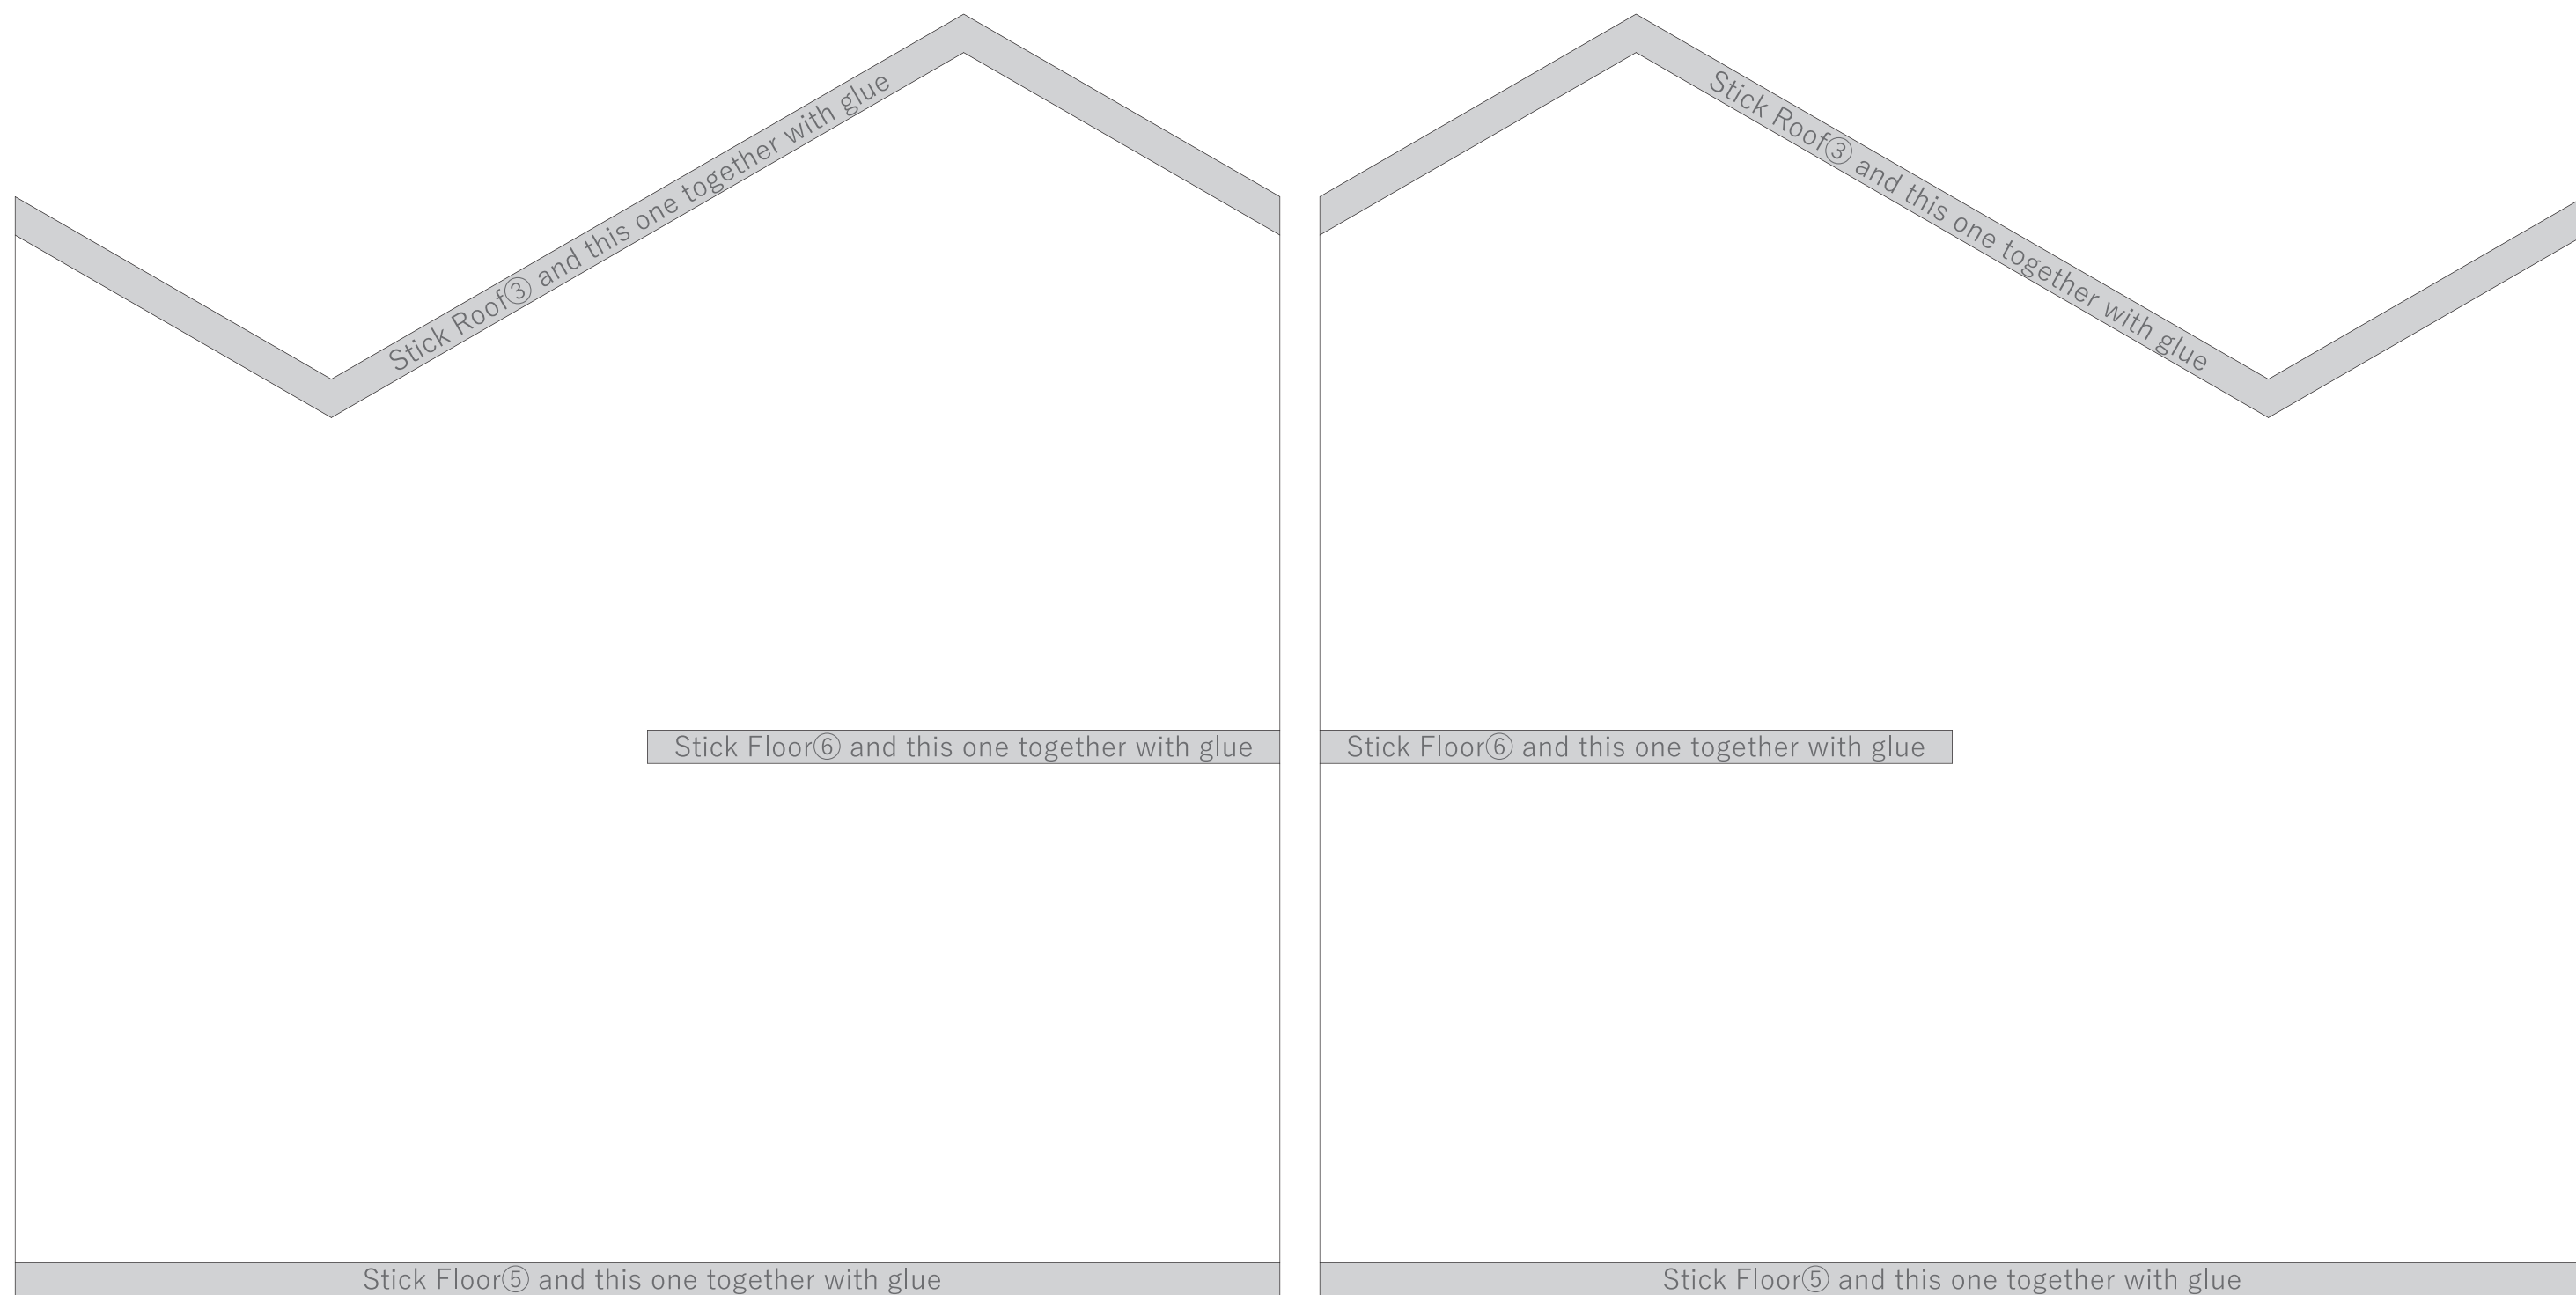 Stick Roof③ and this one together with glue
Stick Roof③ and this one together with glue
Stick Floor⑥ and this one together with glue
Stick Floor⑥ and this one together with glue
Stick Floor⑤ and this one together with glue
Stick Floor⑤ and this one together with glue